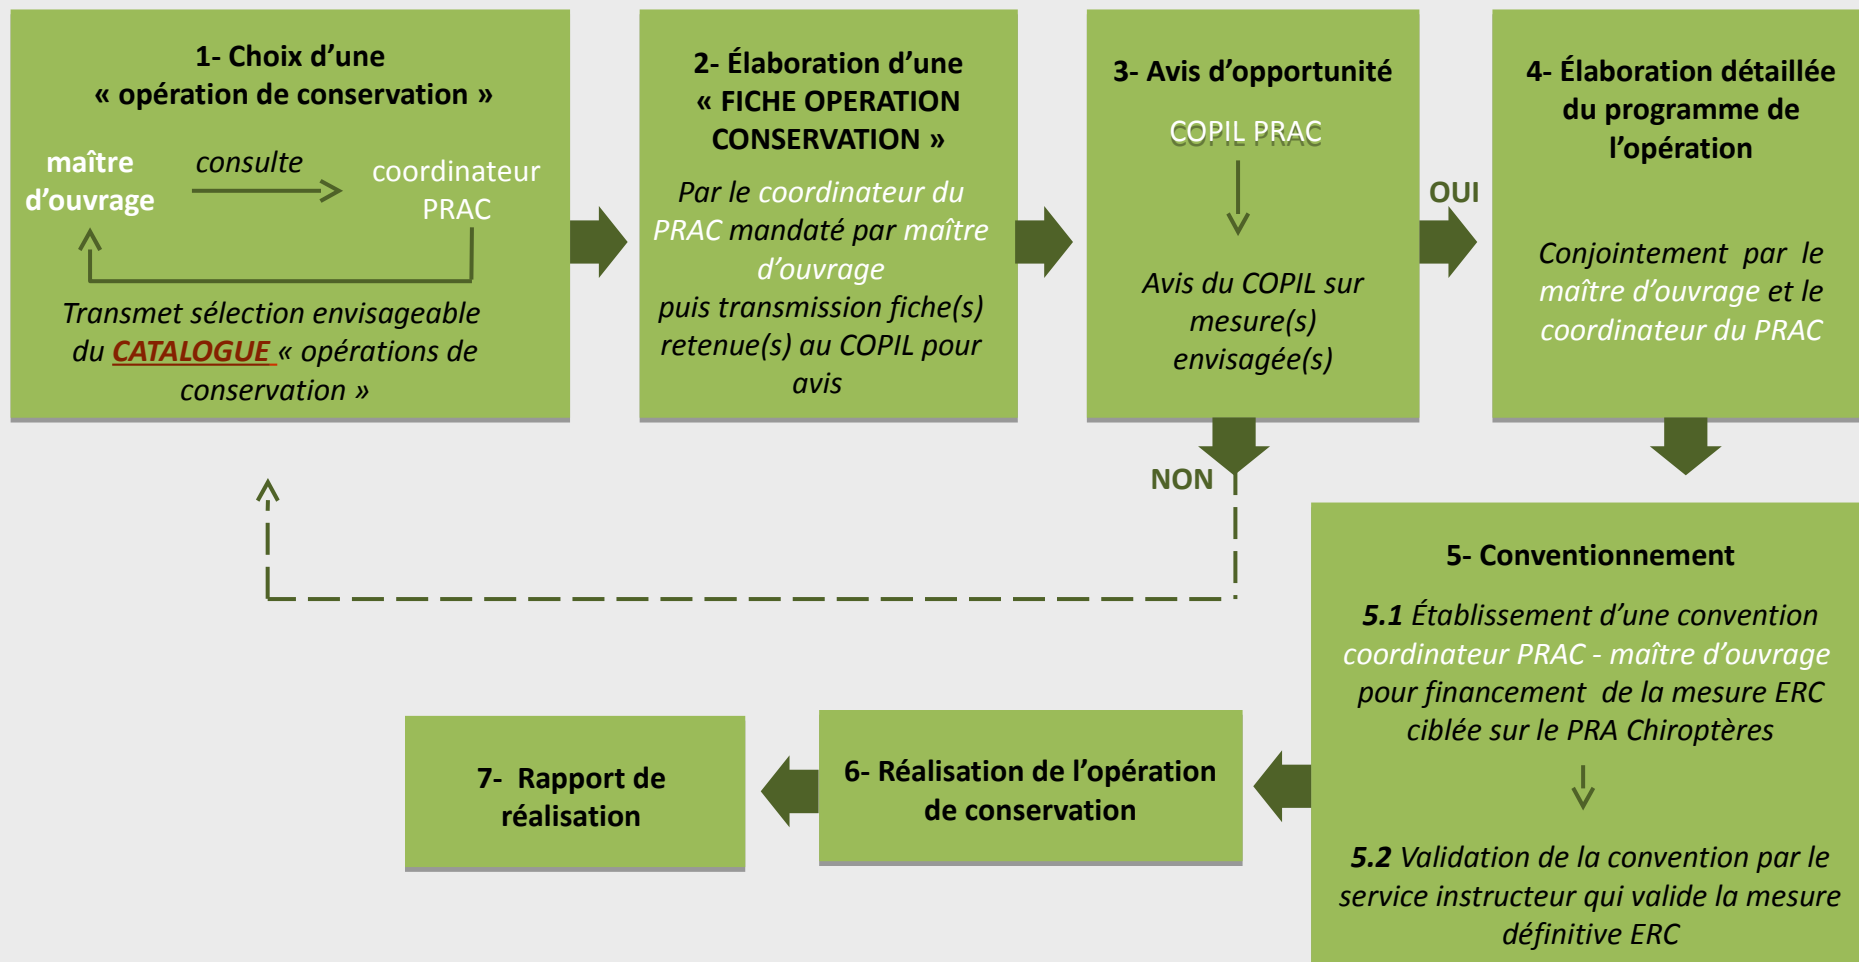 1- Choix d’une
« opération de conservation »
maître
d’ouvrage
consulte
coordinateur
PRAC
Transmet sélection envisageable
du CATALOGUE « opérations de
conservation »
2- Élaboration d’une
« FICHE OPERATION
CONSERVATION »
Par le coordinateur du
PRAC mandaté par maître
d’ouvrage
puis transmission fiche(s)
retenue(s) au COPIL pour
avis
3- Avis d’opportunité
COPIL PRAC
Avis du COPIL sur
mesure(s)
envisagée(s)
OUI
NON
4- Élaboration détaillée
du programme de
l’opération
Conjointement par le
maître d’ouvrage et le
coordinateur du PRAC
5- Conventionnement
5.1 Établissement d’une convention
coordinateur PRAC - maître d’ouvrage
pour financement de la mesure ERC
ciblée sur le PRA Chiroptères
5.2 Validation de la convention par le
service instructeur qui valide la mesure
définitive ERC
6- Réalisation de l’opération
de conservation
7- Rapport de
réalisation